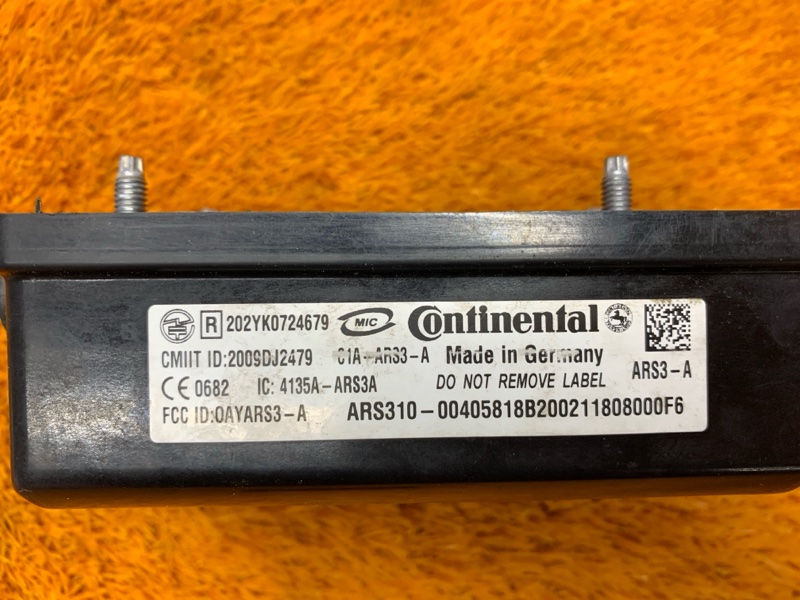 R 202YK0724679 MIC Continental
CMIIT ID:2009DJ2479 C1A-ARS3-A Made in Germany
CE 0682 IC: 4135A-ARS3A DO NOT REMOVE LABEL ARS3-A
FCC ID:OAYARS3-A ARS310-00405818B200211808000F6